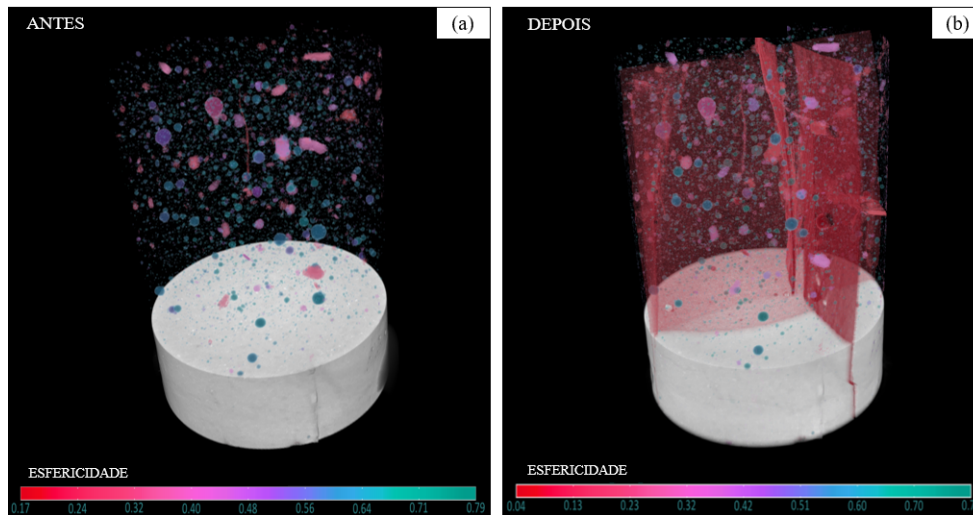 ANTES
(a)
ESFERICIDADE
0.17 0.24 0.32 0.40 0.48 0.56 0.64 0.71 0.79
DEPOIS
(b)
ESFERICIDADE
0.04 0.13 0.23 0.32 0.42 0.51 0.60 0.70